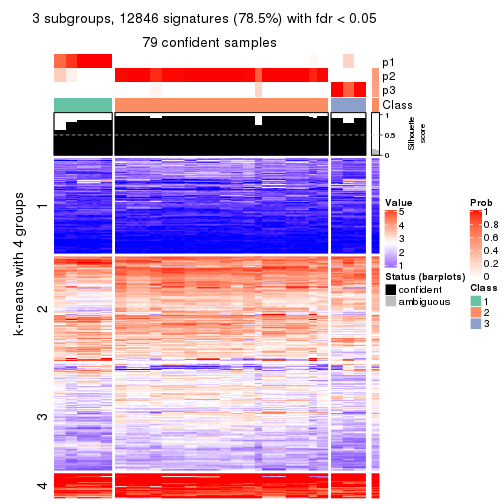 3 subgroups, 12846 signatures (78.5%) with fdr < 0.05
79 confident samples
p1
p2
p3
Class
1
0.5
0
Silhouette
score
k-means with 4 groups
1
2
3
4
Value
5
4
3
2
1
Status (barplots)
confident
ambiguous
Prob
1
0.8
0.6
0.4
0.2
0
Class
1
2
3